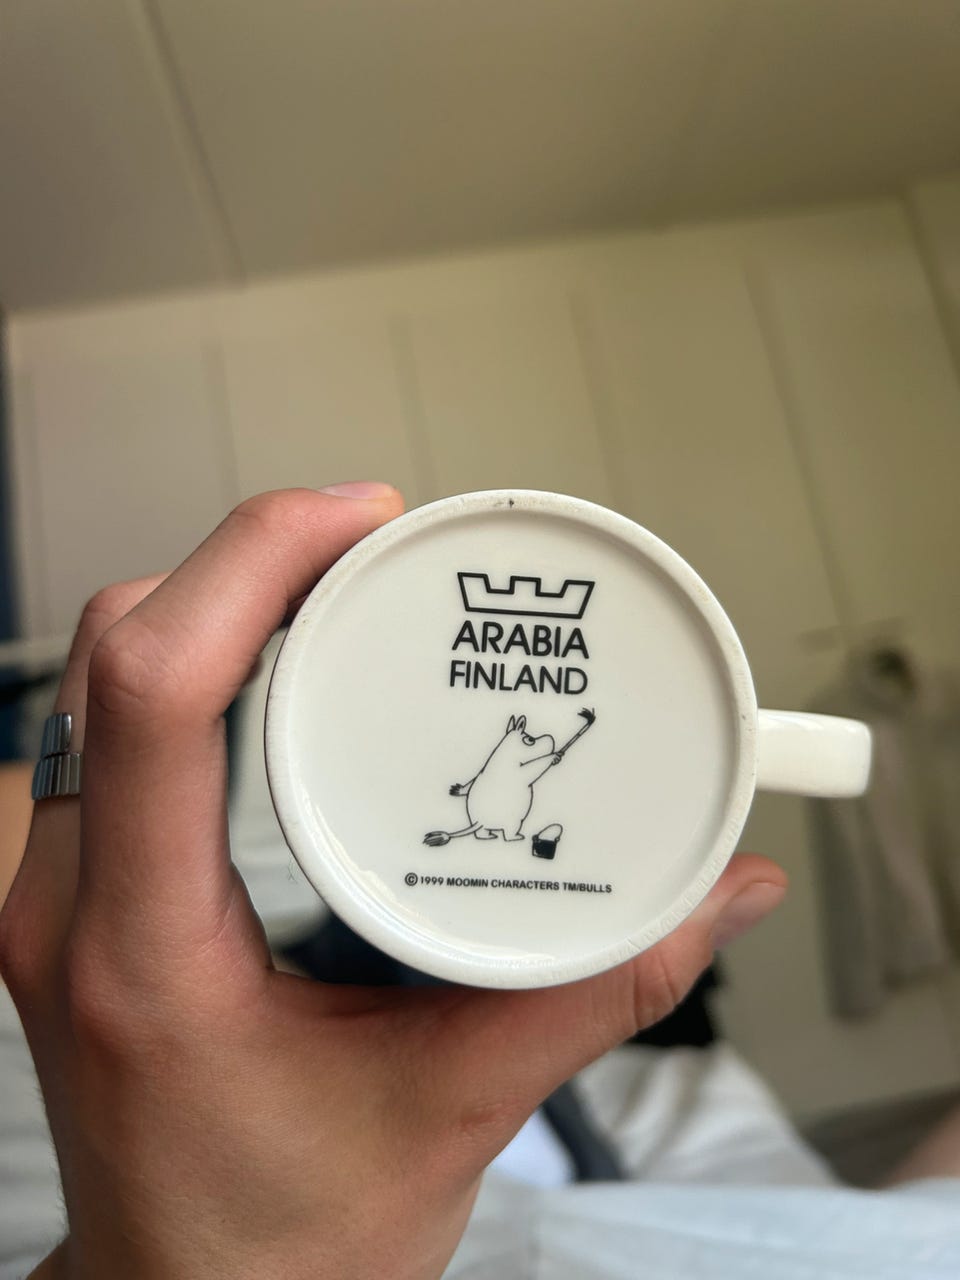 ARABIA
FINLAND
© 1999 MOOMIN CHARACTERS TM/BULLS